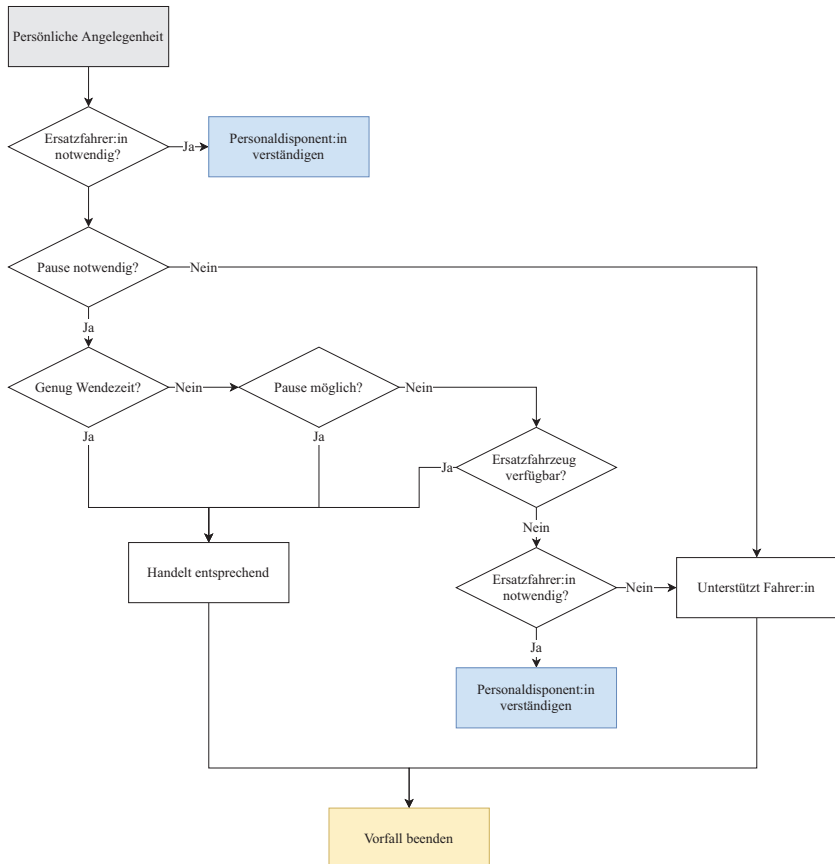 Persönliche Angelegenheit
Ersatzfahrer:in
notwendig?
Ja
Personaldisponent:in
verständigen
Pause notwendig?
Nein
Ja
Genug Wendezeit?
Nein
Pause möglich?
Nein
Ja
Ja
Ja
Ersatzfahrzeug
verfügbar?
Nein
Handelt entsprechend
Ersatzfahrer:in
notwendig?
Nein
Unterstützt Fahrer:in
Ja
Personaldisponent:in
verständigen
Vorfall beenden